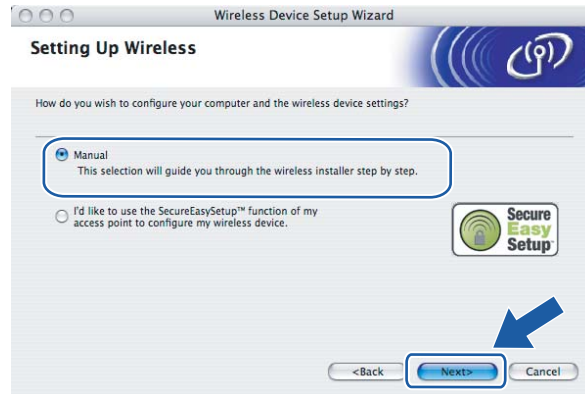 Wireless Device Setup Wizard
Setting Up Wireless
How do you wish to configure your computer and the wireless device settings?
Manual
This selection will guide you through the wireless installer step by step.
I'd like to use the SecureEasySetup™ function of my
access point to configure my wireless device.
Secure
Easy
Setup™
<Back Next> Cancel